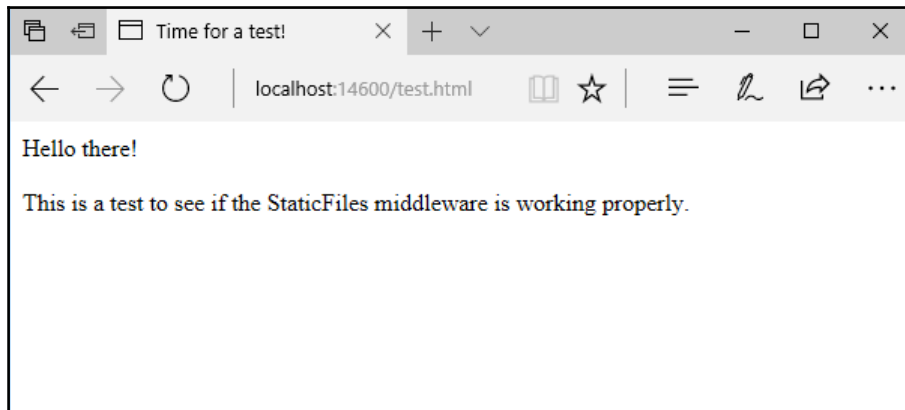 Time for a test!
localhost:14600/test.html
Hello there!
This is a test to see if the StaticFiles middleware is working properly.